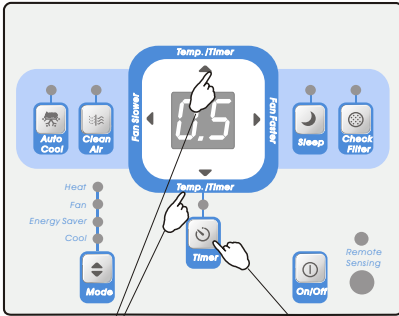 Temp. /Timer
Fan Slower
0.5
Fan Faster
Auto
Cool
Clean
Air
Sleep
Check
Filter
Temp. /Timer
Heat
Fan
Energy Saver
Cool
Timer
Mode
On/Off
Remote
Sensing